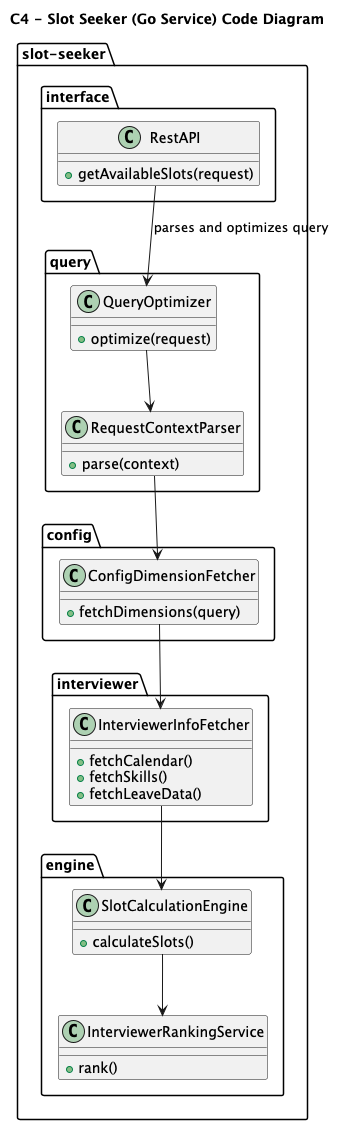 C4 - Slot Seeker (Go Service) Code Diagram
slot-seeker
interface
C RestAPI
getAvailableSlots(request)
parses and optimizes query
query
C QueryOptimizer
optimize(request)
C RequestContextParser
parse(context)
config
C ConfigDimensionFetcher
fetchDimensions(query)
interviewer
C InterviewerInfoFetcher
fetchCalendar()
fetchSkills()
fetchLeaveData()
engine
C SlotCalculationEngine
calculateSlots()
C InterviewerRankingService
rank()